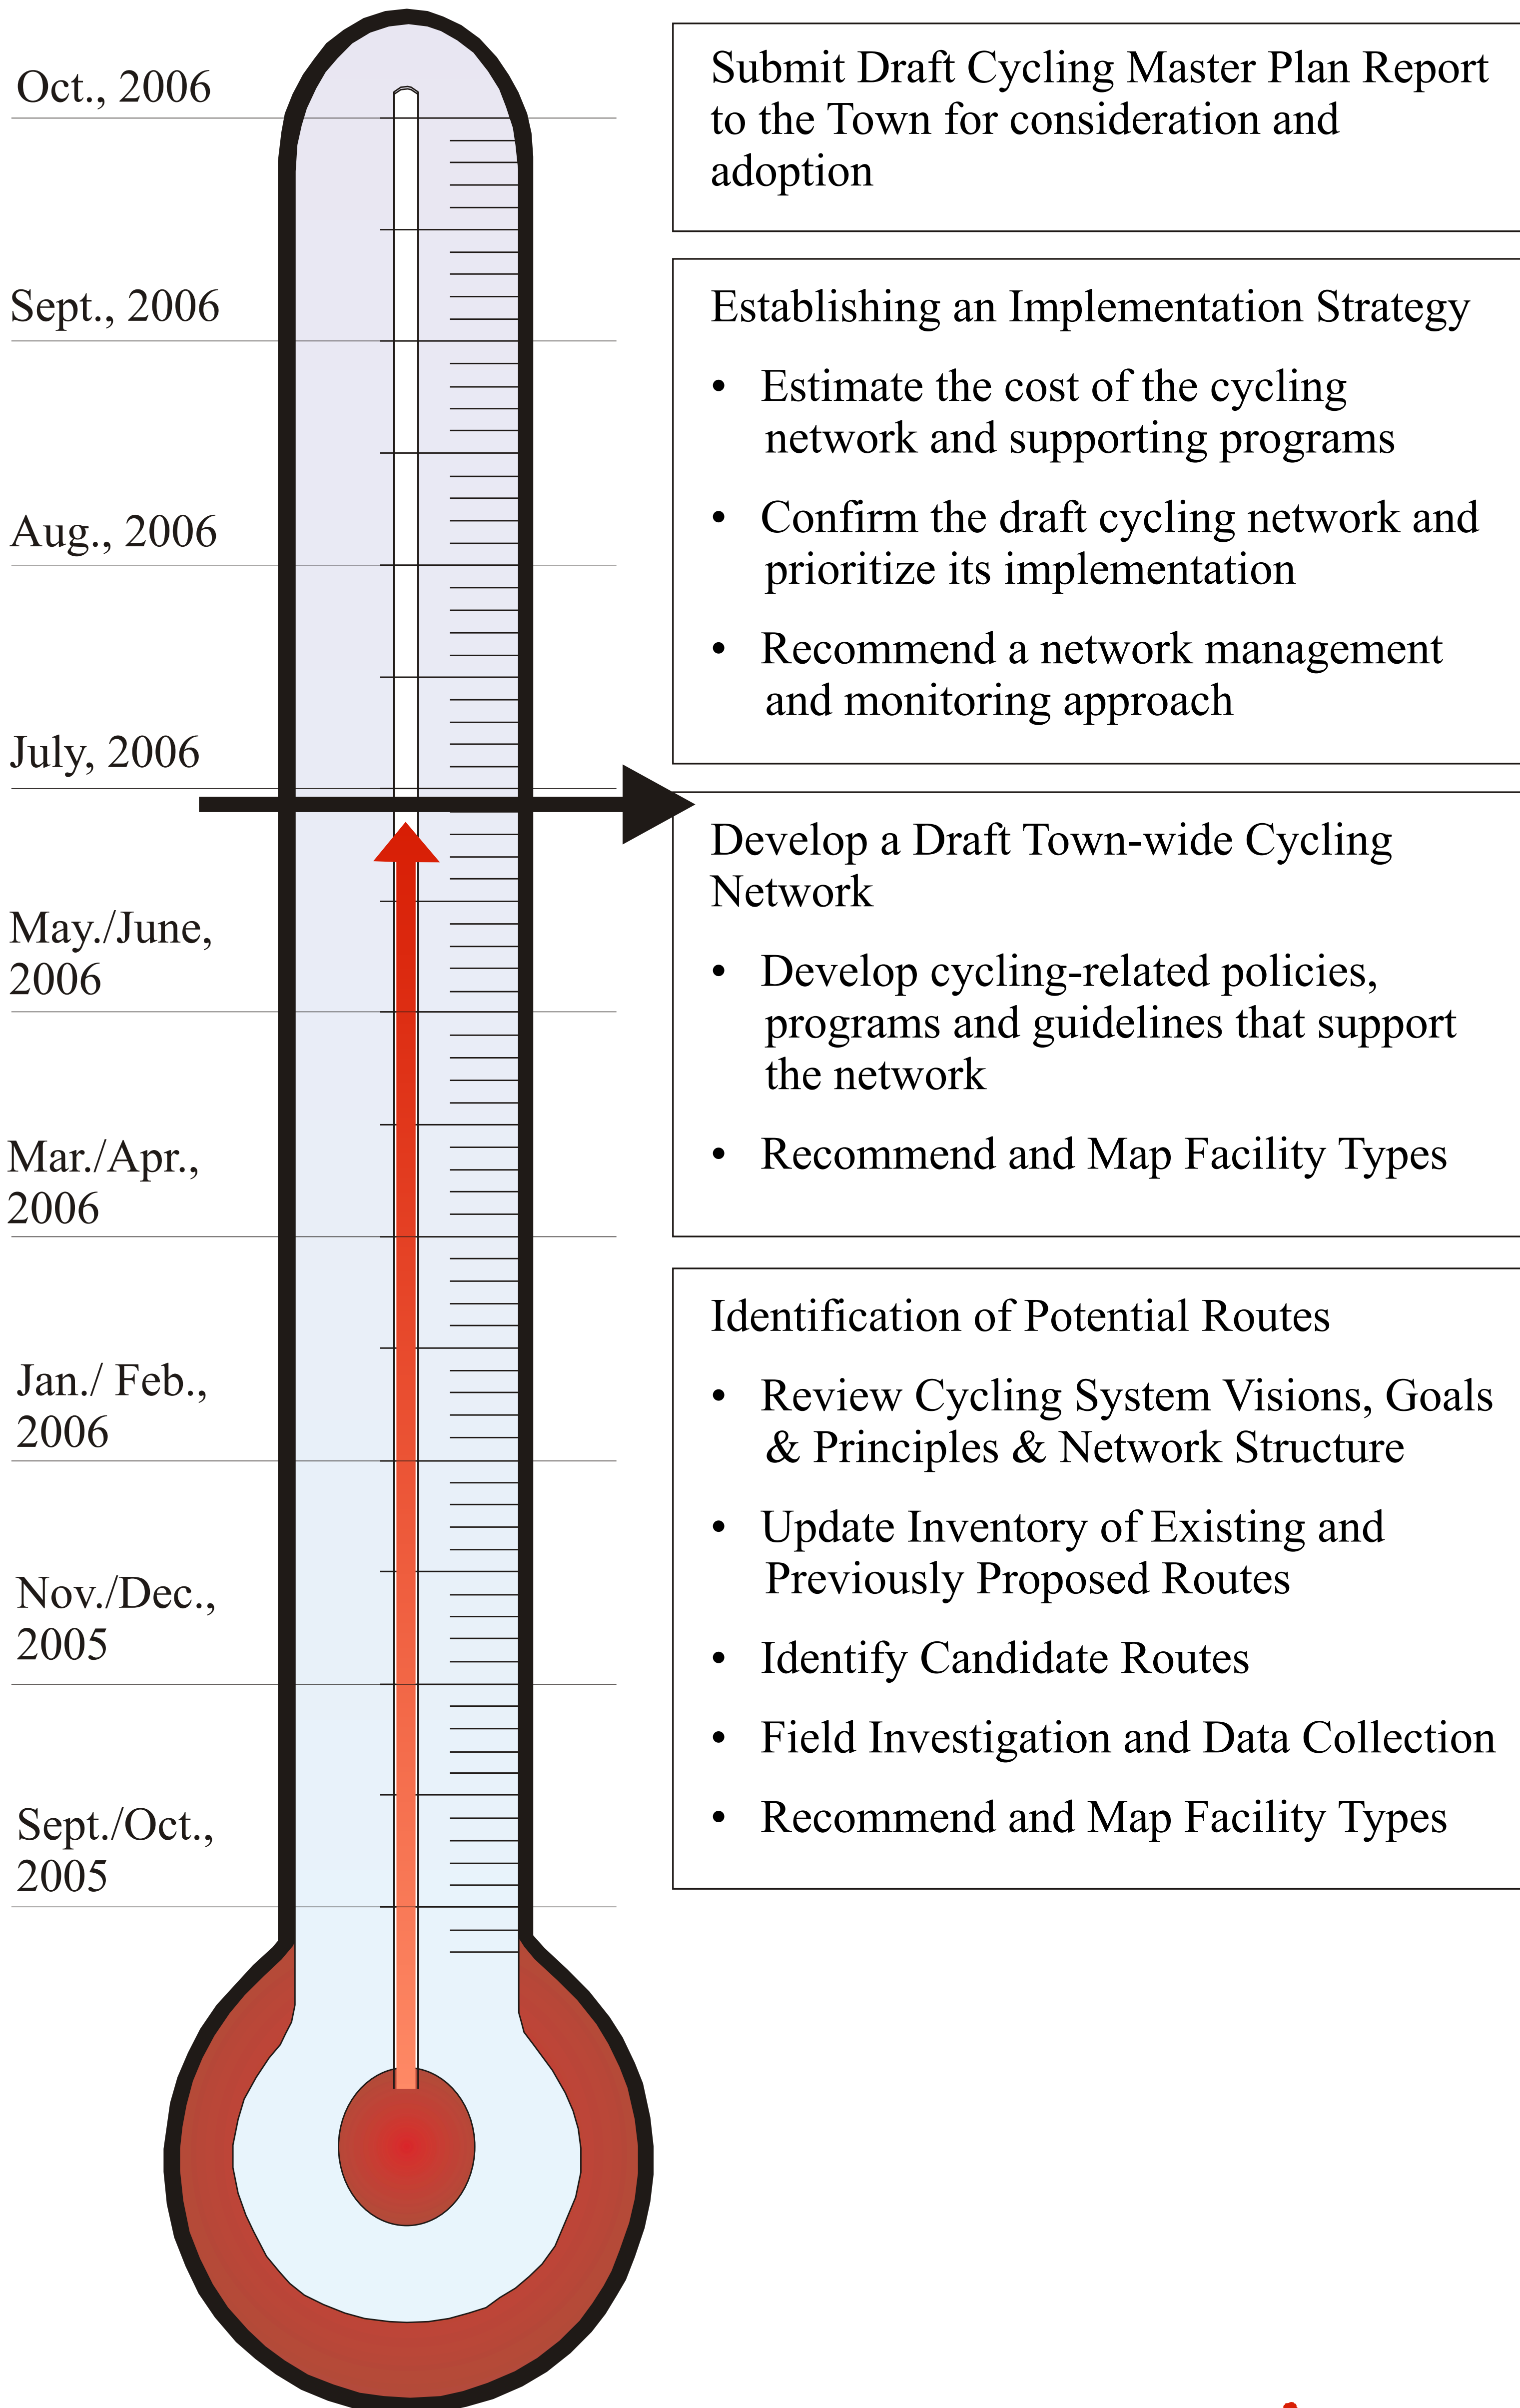 Oct., 2006
Sept., 2006
Aug., 2006
July, 2006
May./June,
2006
Mar./Apr.,
2006
Jan./ Feb.,
2006
Nov./Dec.,
2005
Sept./Oct.,
2005
Submit Draft Cycling Master Plan Report
to the Town for consideration and
adoption
Establishing an Implementation Strategy
• Estimate the cost of the cycling
network and supporting programs
• Confirm the draft cycling network and
prioritize its implementation
• Recommend a network management
and monitoring approach
Develop a Draft Town-wide Cycling
Network
• Develop cycling-related policies,
programs and guidelines that support
the network
• Recommend and Map Facility Types
Identification of Potential Routes
• Review Cycling System Visions, Goals
& Principles & Network Structure
• Update Inventory of Existing and
Previously Proposed Routes
• Identify Candidate Routes
• Field Investigation and Data Collection
• Recommend and Map Facility Types